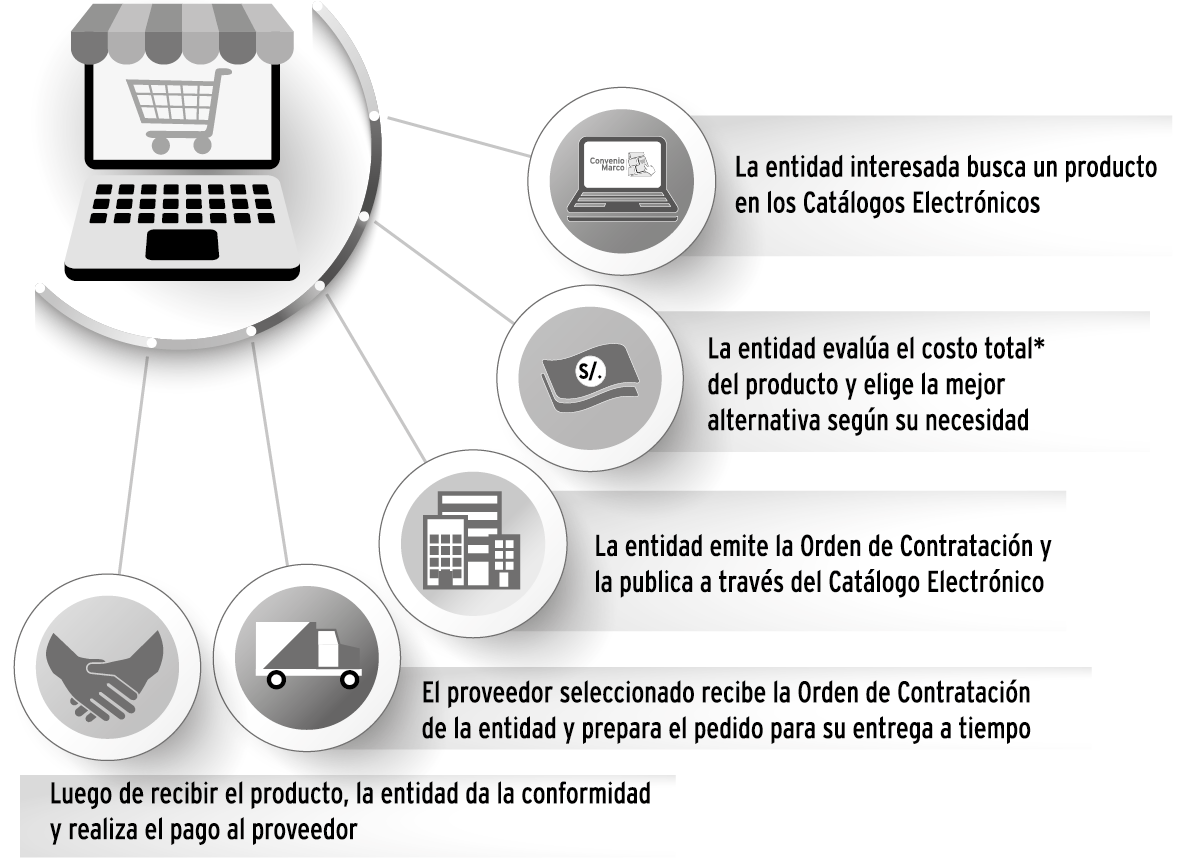 Convenio
Marco
La entidad interesada busca un producto
en los Catálogos Electrónicos
S/.
La entidad evalúa el costo total*
del producto y elige la mejor
alternativa según su necesidad
La entidad emite la Orden de Contratación y
la publica a través del Catálogo Electrónico
El proveedor seleccionado recibe la Orden de Contratación
de la entidad y prepara el pedido para su entrega a tiempo
Luego de recibir el producto, la entidad da la conformidad
y realiza el pago al proveedor